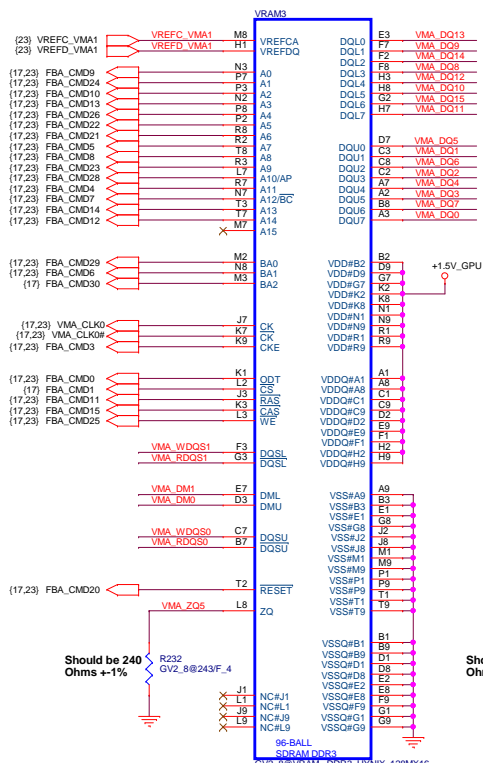 VRAM3
{23} VREFC_VMA1 VREFC_VMA1 M8 VREFCA DQL0 E3 VMA_DQ13
{23} VREFD_VMA1 VREFD_VMA1 H1 VREFDQ DQL1 F7 VMA_DQ9
DQL2 F2 VMA_DQ14
{17,23} FBA_CMD9 N3 A0 DQL3 F8 VMA_DQ8
{17,23} FBA_CMD24 P7 A1 DQL4 H3 VMA_DQ12
{17,23} FBA_CMD10 P3 A2 DQL5 H8 VMA_DQ10
{17,23} FBA_CMD13 N2 A3 DQL6 G2 VMA_DQ15
{17,23} FBA_CMD26 P8 A4 DQL7 H7 VMA_DQ11
{17,23} FBA_CMD22 P2 A5
{17,23} FBA_CMD21 R8 A6
{17,23} FBA_CMD5 R2 A7 DQU0 D7 VMA_DQ5
{17,23} FBA_CMD8 T8 A8 DQU1 C3 VMA_DQ1
{17,23} FBA_CMD23 R3 A9 DQU2 C8 VMA_DQ6
{17,23} FBA_CMD28 L7 A10/AP DQU3 C2 VMA_DQ2
{17,23} FBA_CMD4 R7 A11 DQU4 A7 VMA_DQ4
{17,23} FBA_CMD7 N7 A12/BC DQU5 A2 VMA_DQ3
{17,23} FBA_CMD14 T3 A13 DQU6 B8 VMA_DQ7
{17,23} FBA_CMD12 T7 A14 DQU7 A3 VMA_DQ0
M7 A15
{17,23} FBA_CMD29 M2 BA0 VDD#B2 B2
{17,23} FBA_CMD6 N8 BA1 VDD#D9 D9 +1.5V_GPU
{17} FBA_CMD30 M3 BA2 VDD#G7 G7
VDD#K2 K2
VDD#K8 K8
VDD#N1 N1
{17,23} VMA_CLK0 J7 CK VDD#N9 N9
{17,23} VMA_CLK0# K7 CK VDD#R1 R1
{17,23} FBA_CMD3 K9 CKE VDD#R9 R9
{17,23} FBA_CMD0 K1 ODT VDDQ#A1 A1
{17} FBA_CMD1 L2 CS VDDQ#A8 A8
{17,23} FBA_CMD11 J3 RAS VDDQ#C1 C1
{17,23} FBA_CMD15 K3 CAS VDDQ#C9 C9
{17,23} FBA_CMD25 L3 WE VDDQ#D2 D2
VDDQ#E9 E9
VDDQ#F1 F1
VMA_WDQS1 F3 DQSL VDDQ#H2 H2
VMA_RDQS1 G3 DQSL VDDQ#H9 H9
VMA_DM1 E7 DML VSS#A9 A9
VMA_DM0 D3 DMU VSS#B3 B3
VSS#E1 E1
VSS#G8 G8
VMA_WDQS0 C7 DQSU VSS#J2 J2
VMA_RDQS0 B7 DQSU VSS#J8 J8
VSS#M1 M1
VSS#M9 M9
VSS#P1 P1
{17,23} FBA_CMD20 T2 RESET VSS#P9 P9
VSS#T1 T1
VMA_ZQ5 L8 ZQ VSS#T9 T9
VSSQ#B1 B1
VSSQ#B9 B9
Should be 240 R232 VSSQ#D1 D1
Ohms +-1% GV2_8@243/F_4 VSSQ#D8 D8
VSSQ#E2 E2
J1 NC#J1 VSSQ#E8 E8
L1 NC#L1 VSSQ#F9 F9
J9 NC#J9 VSSQ#G1 G1
L9 NC#L9 VSSQ#G9 G9
96-BALL
SDRAM DDR3